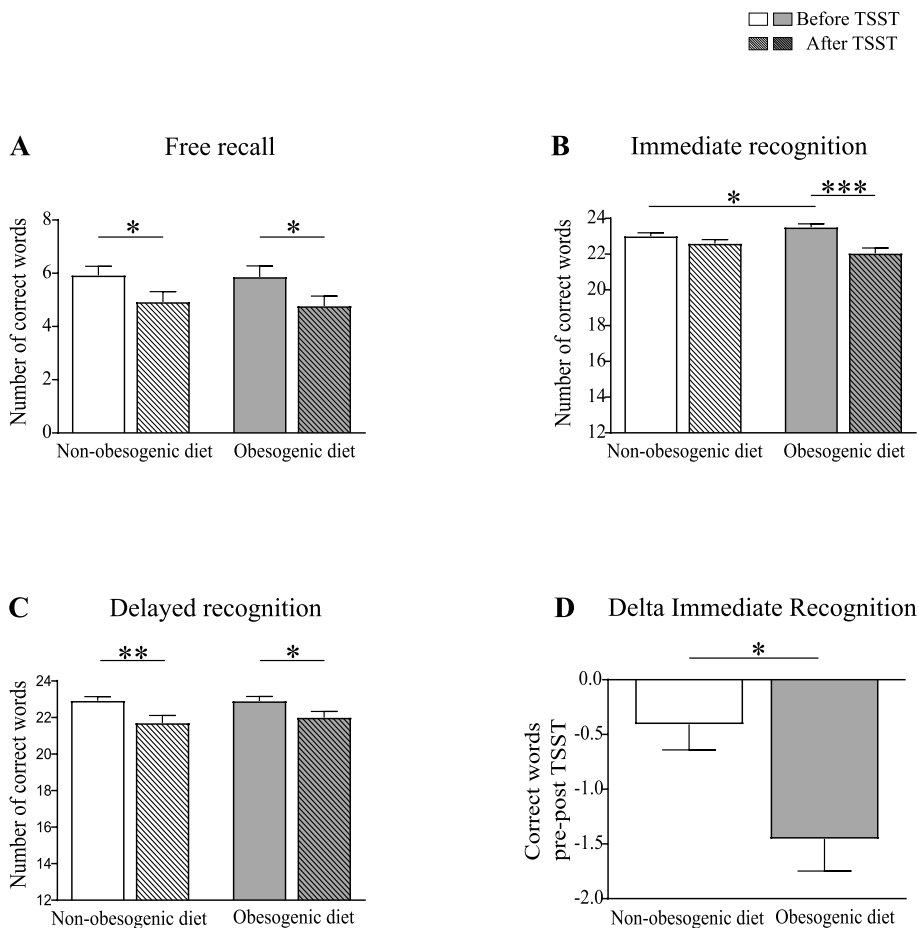 Before TSST
After TSST
A Free recall
Number of correct words
8
6
4
2
0
* *
Non-obesogenic diet Obesogenic diet
B Immediate recognition
Number of correct words
24
22
20
18
16
14
12
* ***
Non-obesogenic diet Obesogenic diet
C Delayed recognition
Number of correct words
24
22
20
18
16
14
12
** *
Non-obesogenic diet Obesogenic diet
D Delta Immediate Recognition
Correct words
pre-post TSST
0.0
-0.5
-1.0
-1.5
-2.0
*
Non-obesogenic diet Obesogenic diet